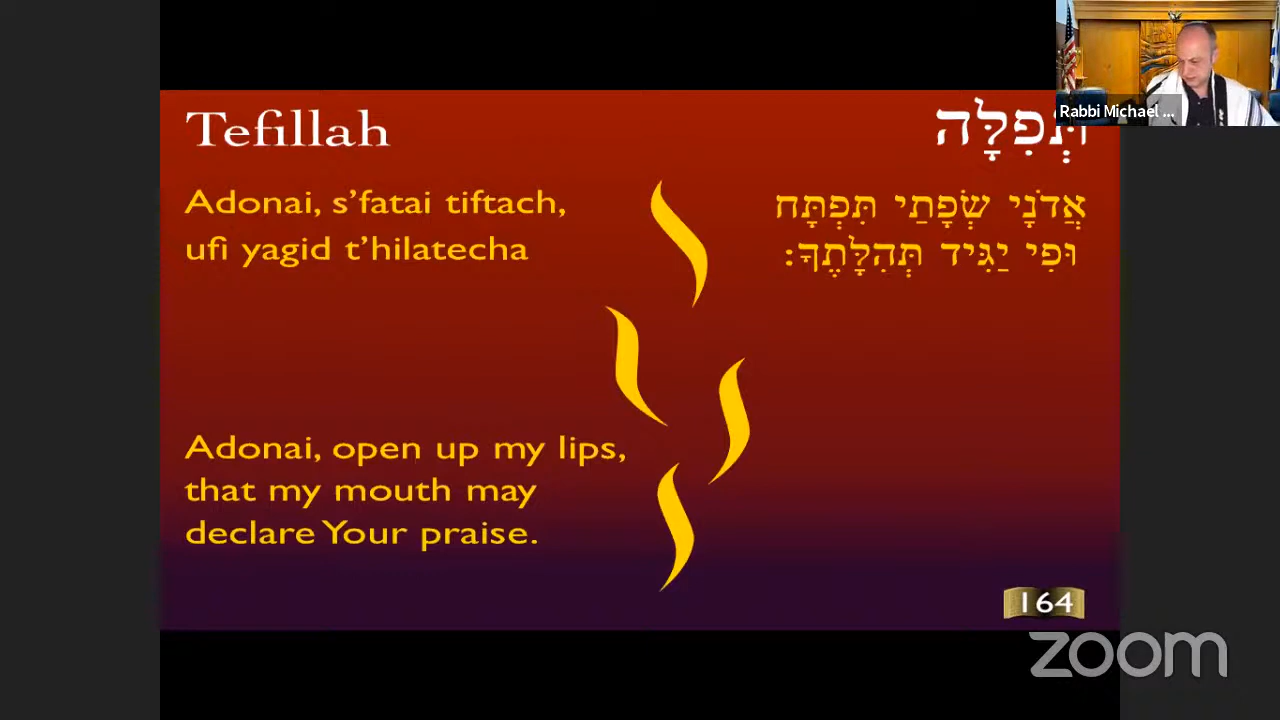 Tefillah
תְּפִלָּה
Adonai, s’fatai tiftach,
ufi yagid t’hilatecha
אֲדֹנָי שְׂפָתַי תִּפְתָּח
וּפִי יַגִּיד תְּהִלָּתֶךָ:
Adonai, open up my lips,
that my mouth may
declare Your praise.
164
Rabbi Michael ...
zoom